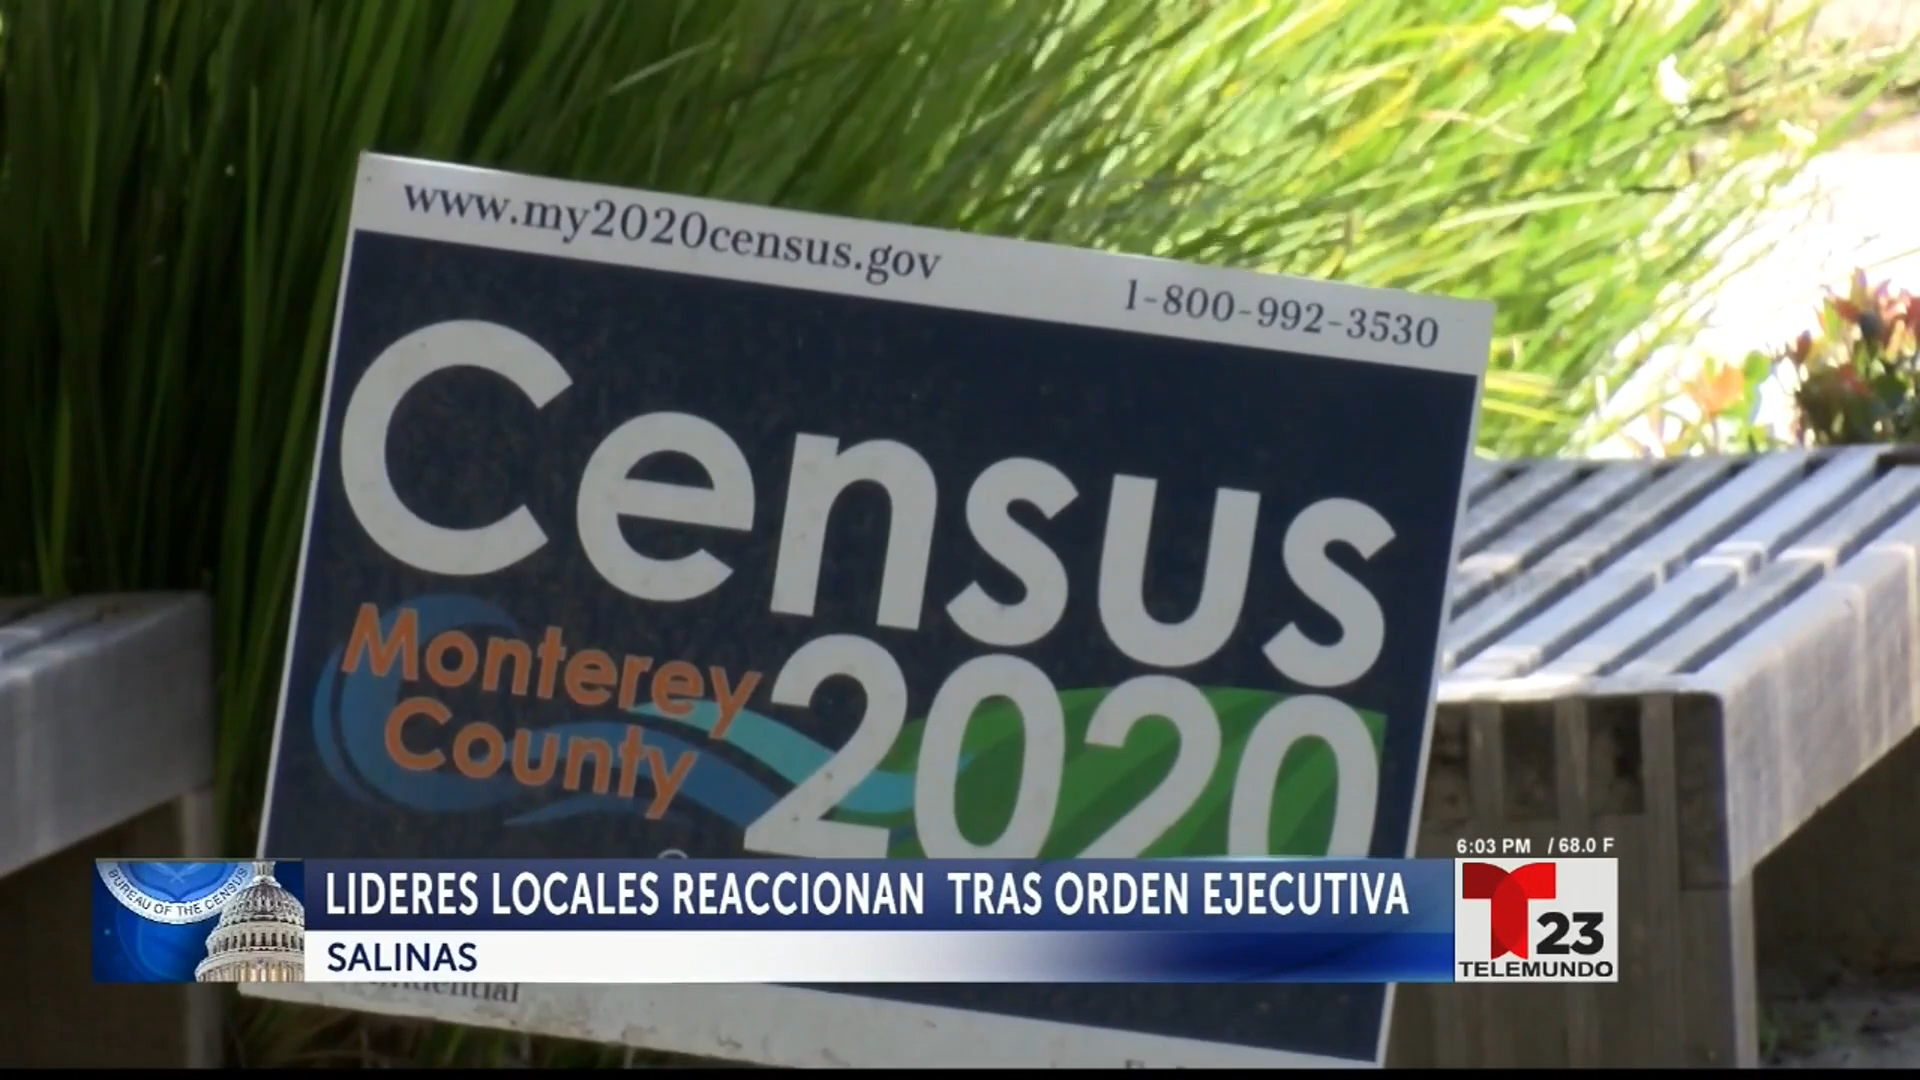 www.my2020census.gov
1-800-992-3530
Census
Monterey
County
2020
6:03 PM / 68.0 F
BUREAU OF THE CENSUS
LIDERES LOCALES REACCIONAN TRAS ORDEN EJECUTIVA
SALINAS
T 23
TELEMUNDO